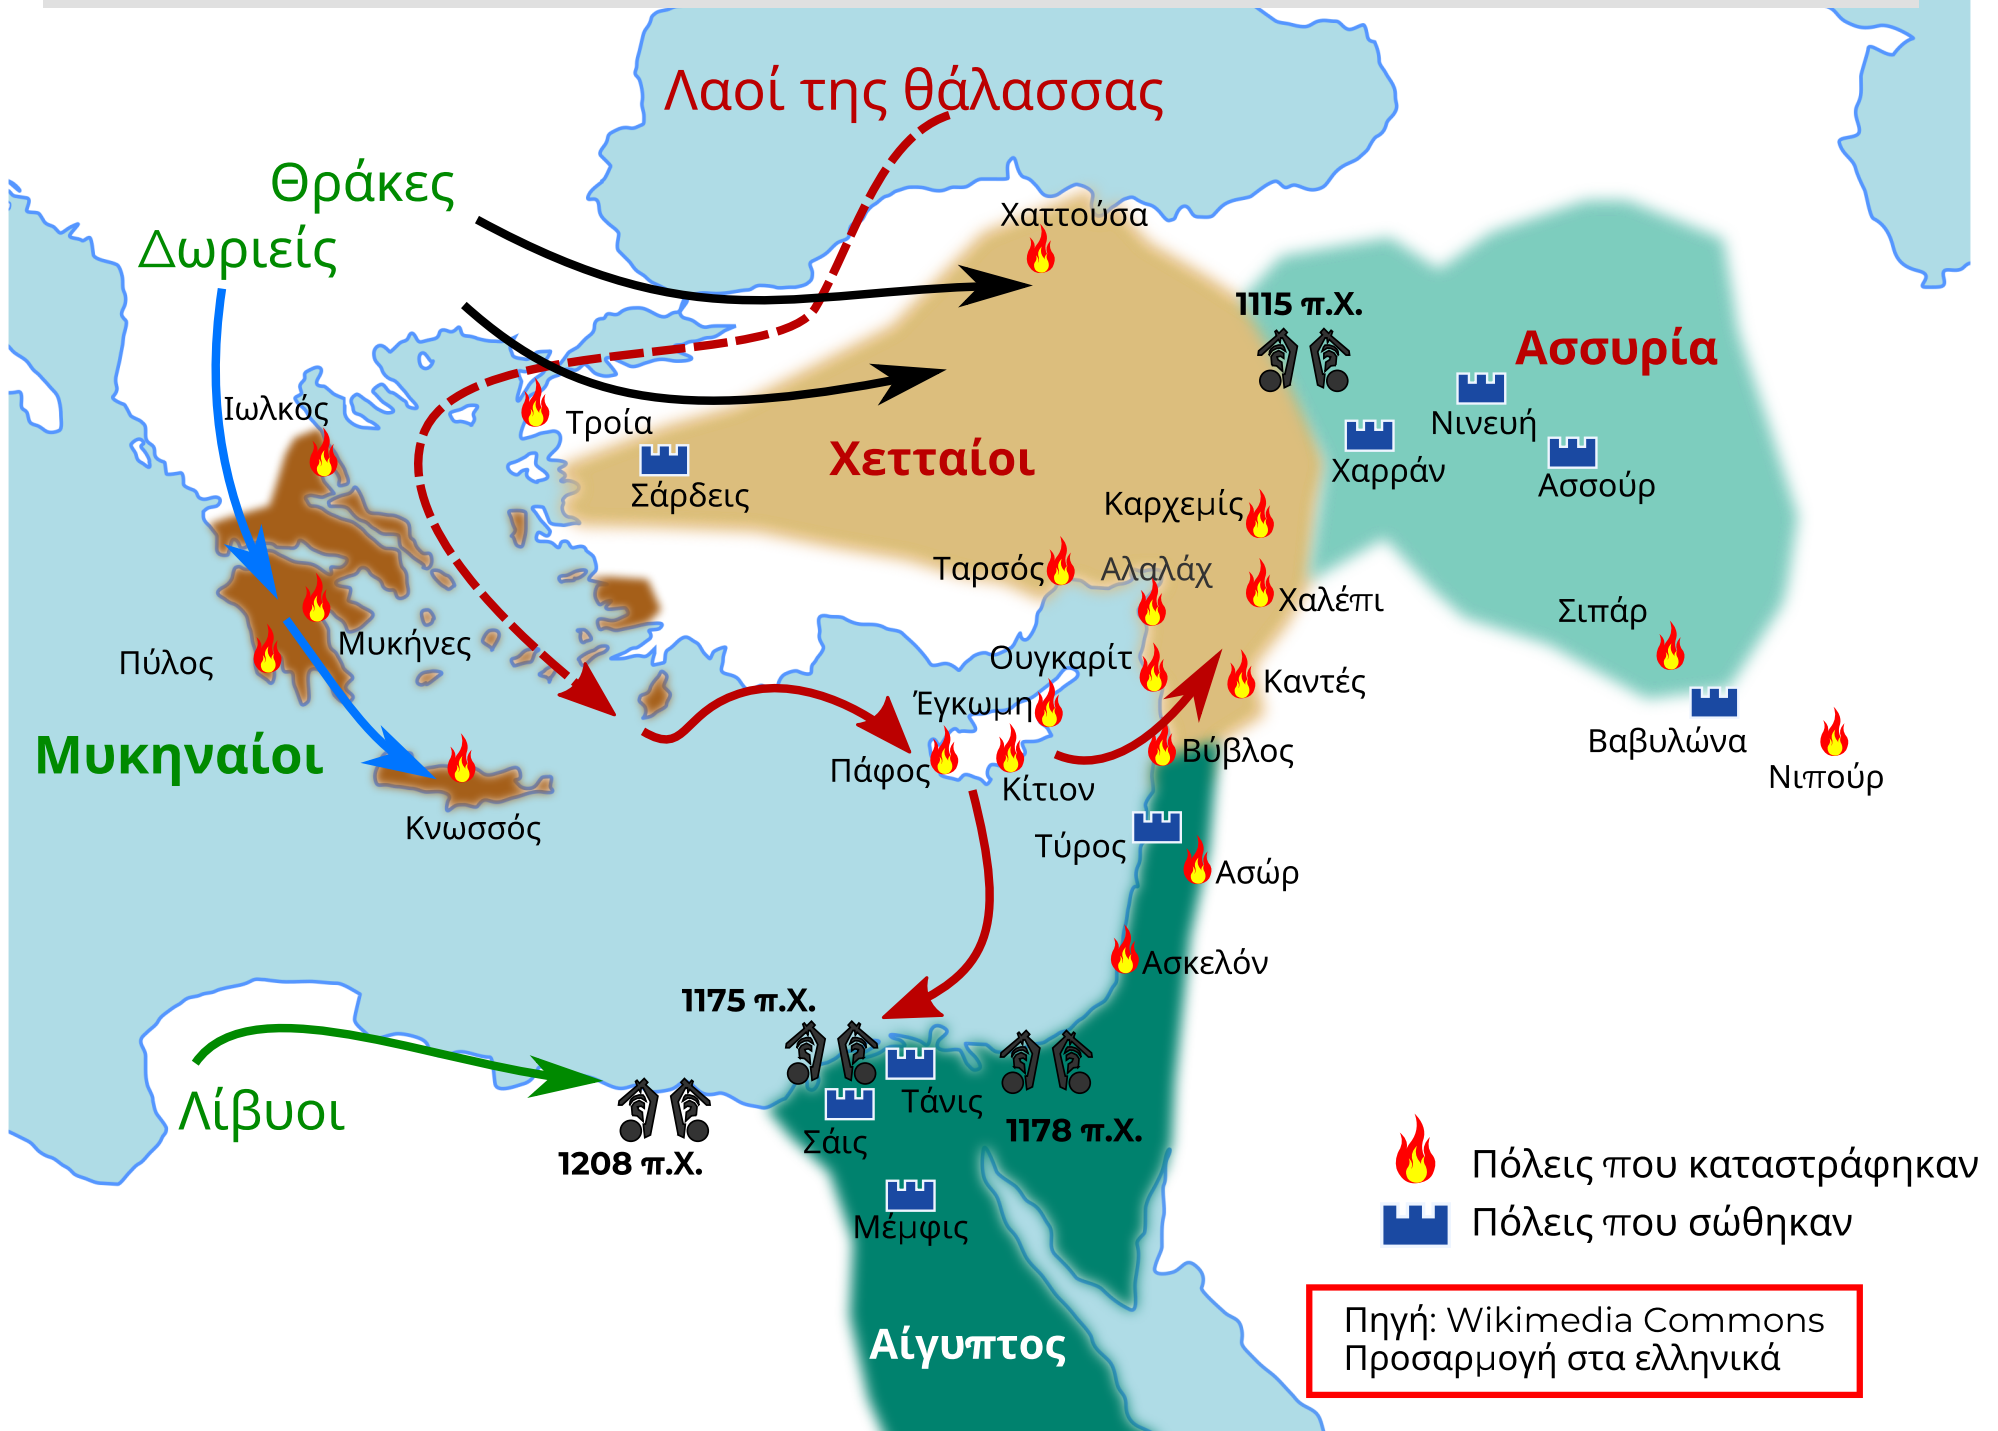 Λαοί της θάλασσας
Θράκες
Δωριείς
Χαττούσα
1115 π.Χ.
Ασσυρία
Ιωλκός
Τροία
Νινευή
Χετταίοι
Χαρράν
Σάρδεις
Ασσούρ
Καρχεμίς
Ταρσός
Αλαλάχ
Χαλέπι
Σιπάρ
Μυκήνες
Πύλος
Ουγκαρίτ
Καντές
Έγκωμη
Μυκηναίοι
Βύβλος
Βαβυλώνα
Πάφος
Νιπούρ
Κίτιον
Κνωσσός
Τύρος
Ασώρ
Ασκελόν
1175 π.Χ.
Τάνις
Λίβυοι
1178 π.Χ.
Σάις
1208 π.Χ.
Μέμφις
Πόλεις που καταστράφηκαν
Πόλεις που σώθηκαν
Αίγυπτος
Πηγή: Wikimedia Commons
Προσαρμογή στα ελληνικά